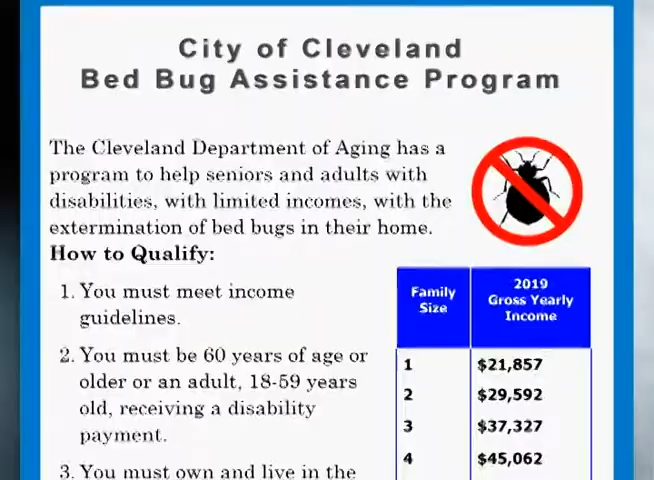 City of Cleveland
Bed Bug Assistance Program
The Cleveland Department of Aging has a
program to help seniors and adults with
disabilities, with limited incomes, with the
extermination of bed bugs in their home.
How to Qualify:
1. You must meet income
guidelines.
2. You must be 60 years of age or
older or an adult, 18-59 years
old, receiving a disability
payment.
3. You must own and live in the
Family
Size
2019
Gross Yearly
Income
1 $21,857
2 $29,592
3 $37,327
4 $45,062